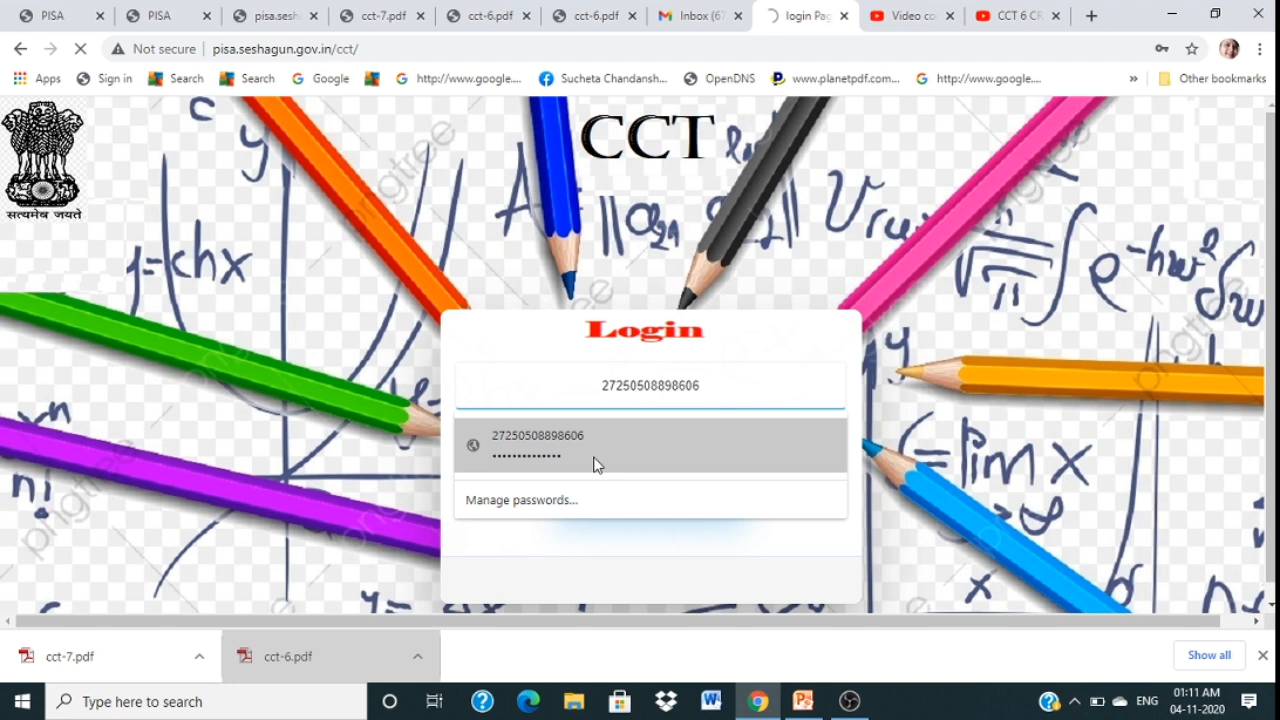 PISA
PISA
pisa.sesh
cct-7.pdf
cct-6.pdf
cct-6.pdf
Inbox (67
login Pag
Video co
CCT 6 CR
Not secure | pisa.seshagun.gov.in/cct/
Apps
Sign in
Search
Search
Google
http://www.google....
Sucheta Chandansh...
OpenDNS
www.planetpdf.com...
http://www.google....
»
Other bookmarks
CCT
सत्यमेव जयते
y=chx
Login
27250508898606
27250508898606
••••••••••••••
Manage passwords...
lim x
n!
pngtree
cct-7.pdf
cct-6.pdf
Show all
Type here to search
ENG
01:11 AM
04-11-2020